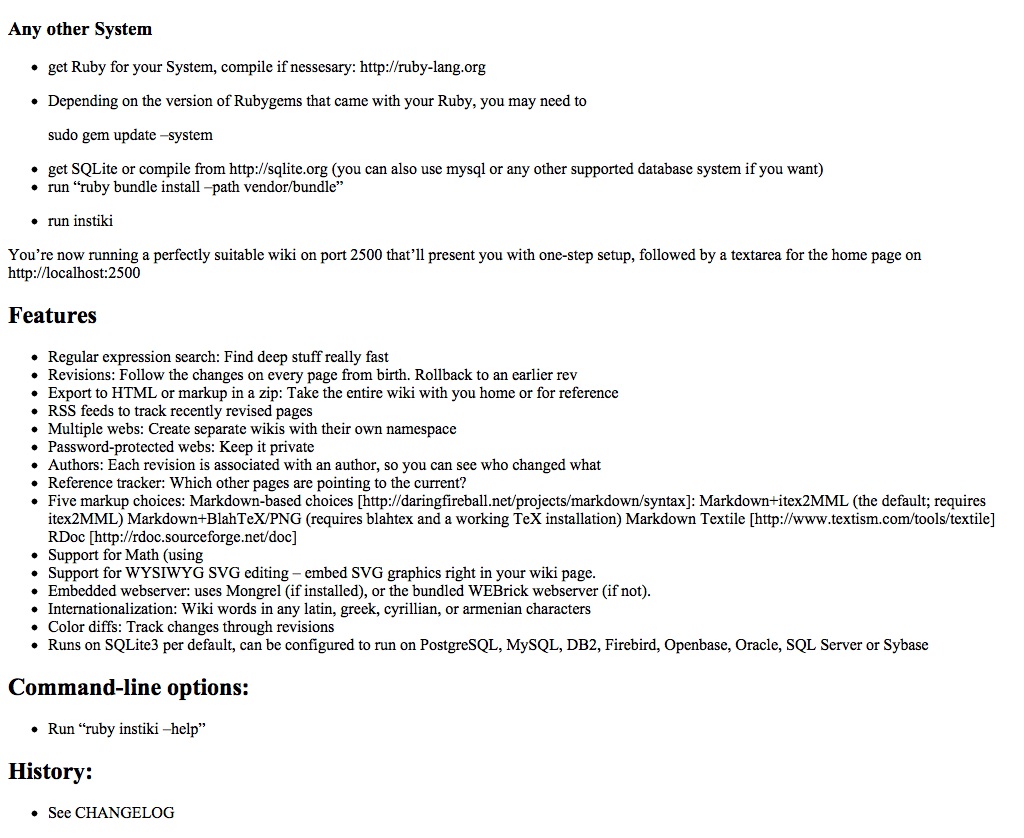 Any other System
• get Ruby for your System, compile if nessesary: http://ruby-lang.org
• Depending on the version of Rubygems that came with your Ruby, you may need to
sudo gem update –system
• get SQLite or compile from http://sqlite.org (you can also use mysql or any other supported database system if you want)
• run “ruby bundle install –path vendor/bundle”
• run instiki
You’re now running a perfectly suitable wiki on port 2500 that’ll present you with one-step setup, followed by a textarea for the home page on
http://localhost:2500
Features
• Regular expression search: Find deep stuff really fast
• Revisions: Follow the changes on every page from birth. Rollback to an earlier rev
• Export to HTML or markup in a zip: Take the entire wiki with you home or for reference
• RSS feeds to track recently revised pages
• Multiple webs: Create separate wikis with their own namespace
• Password-protected webs: Keep it private
• Authors: Each revision is associated with an author, so you can see who changed what
• Reference tracker: Which other pages are pointing to the current?
• Five markup choices: Markdown-based choices [http://daringfireball.net/projects/markdown/syntax]: Markdown+itex2MML (the default; requires
itex2MML) Markdown+BlahTeX/PNG (requires blahtex and a working TeX installation) Markdown Textile [http://www.textism.com/tools/textile]
RDoc [http://rdoc.sourceforge.net/doc]
• Support for Math (using
• Support for WYSIWYG SVG editing – embed SVG graphics right in your wiki page.
• Embedded webserver: uses Mongrel (if installed), or the bundled WEBrick webserver (if not).
• Internationalization: Wiki words in any latin, greek, cyrillian, or armenian characters
• Color diffs: Track changes through revisions
• Runs on SQLite3 per default, can be configured to run on PostgreSQL, MySQL, DB2, Firebird, Openbase, Oracle, SQL Server or Sybase
Command-line options:
• Run “ruby instiki –help”
History:
• See CHANGELOG